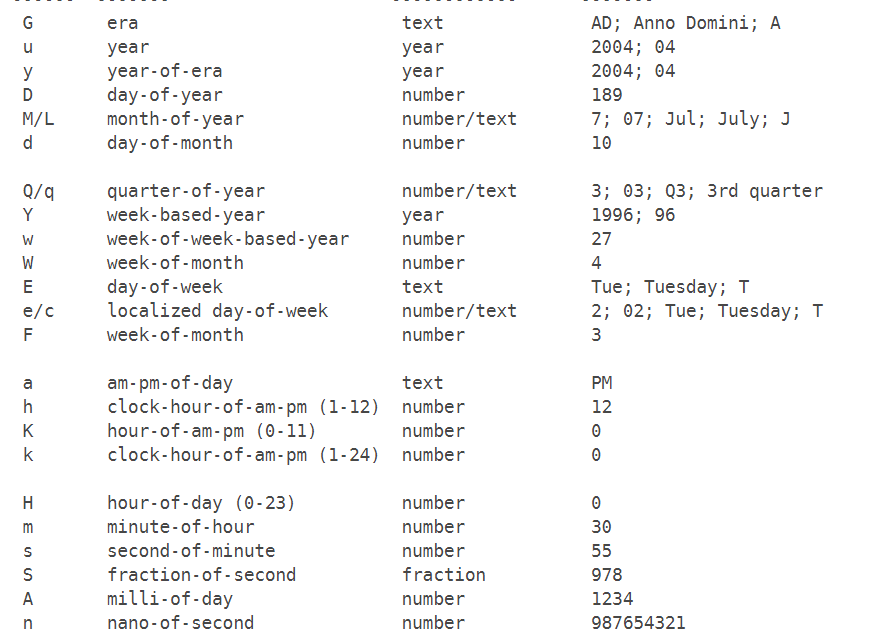 G era text AD; Anno Domini; A
u year year 2004; 04
y year-of-era year 2004; 04
D day-of-year number 189
M/L month-of-year number/text 7; 07; Jul; July; J
d day-of-month number 10
Q/q quarter-of-year number/text 3; 03; Q3; 3rd quarter
Y week-based-year year 1996; 96
w week-of-week-based-year number 27
W week-of-month number 4
E day-of-week text Tue; Tuesday; T
e/c localized day-of-week number/text 2; 02; Tue; Tuesday; T
F week-of-month number 3
a am-pm-of-day text PM
h clock-hour-of-am-pm (1-12) number 12
K hour-of-am-pm (0-11) number 0
k clock-hour-of-am-pm (1-24) number 0
H hour-of-day (0-23) number 0
m minute-of-hour number 30
s second-of-minute number 55
S fraction-of-second fraction 978
A milli-of-day number 1234
n nano-of-second number 987654321